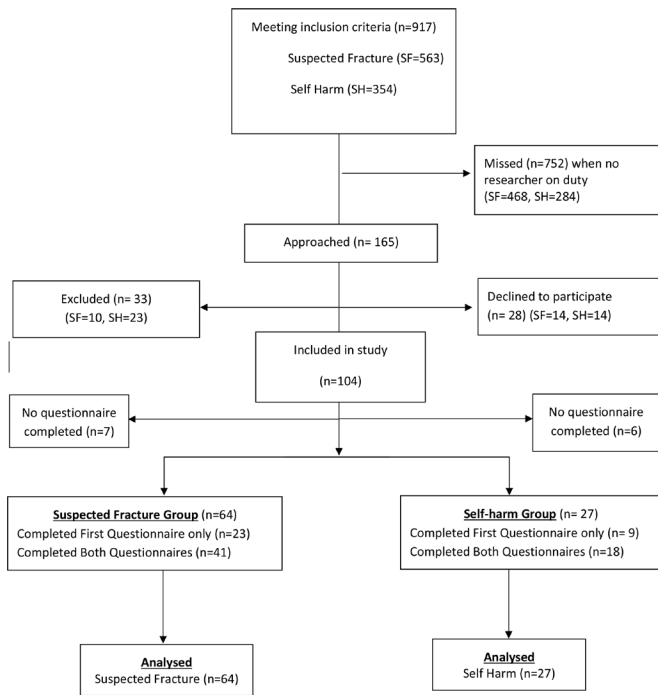 Meeting inclusion criteria (n=917)
Suspected Fracture (SF=563)
Self Harm (SH=354)
Missed (n=752) when no
researcher on duty
(SF=468, SH=284)
Approached (n= 165)
Excluded (n= 33)
(SF=10, SH=23)
Declined to participate
(n= 28) (SF=14, SH=14)
Included in study
(n=104)
No questionnaire
completed (n=7)
No questionnaire
completed (n=6)
Suspected Fracture Group (n=64)
Completed First Questionnaire only (n=23)
Completed Both Questionnaires (n=41)
Self-harm Group (n= 27)
Completed First Questionnaire only (n= 9)
Completed Both Questionnaires (n=18)
Analysed
Suspected Fracture (n=64)
Analysed
Self Harm (n=27)